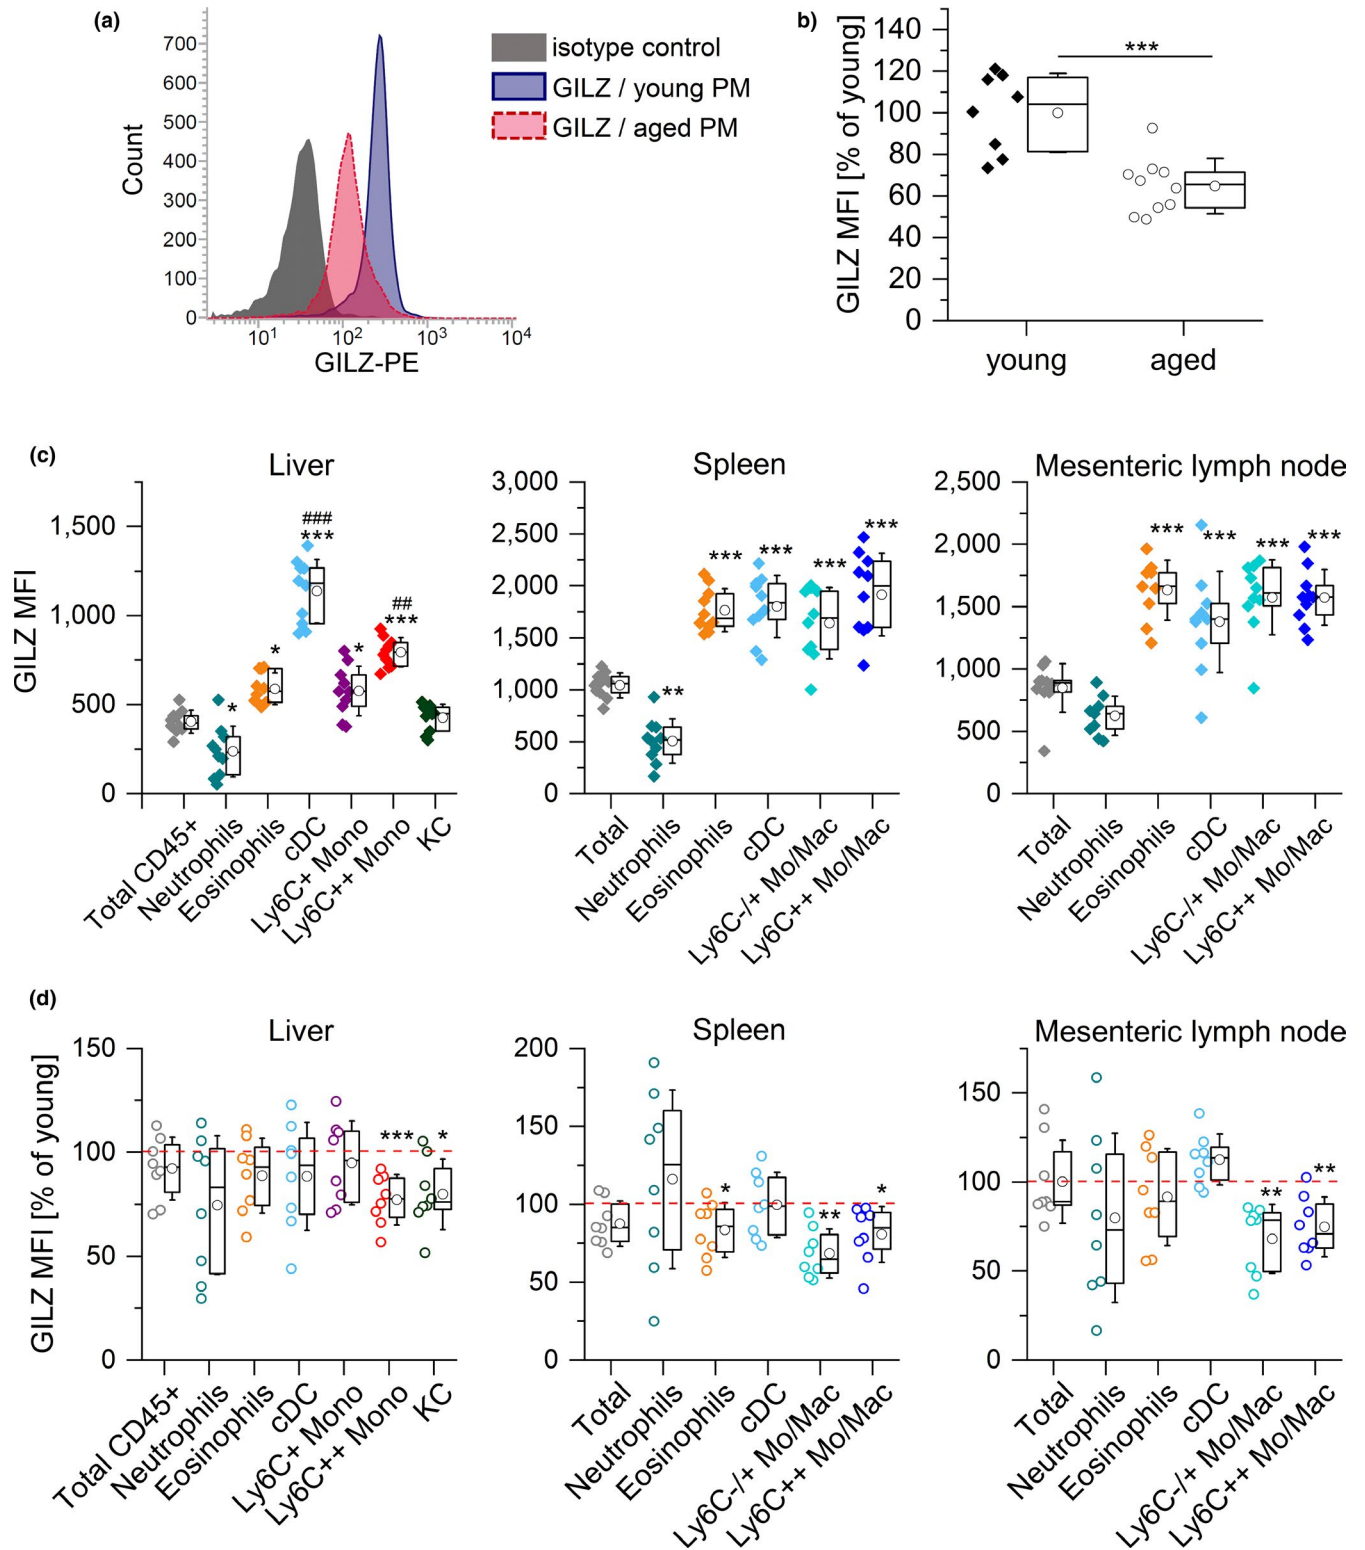 (a)
700
600
500
400
300
200
100
0
Count
10¹ 10² 10³ 10⁴
GILZ-PE
isotype control
GILZ / young PM
GILZ / aged PM
b)
140
120
100
80
60
40
20
0
GILZ MFI [% of young]
***
young aged
(c)
Liver
GILZ MFI
1,500
1,000
500
0
* * ### *** * ## ***
Total CD45+
Neutrophils
Eosinophils
cDC
Ly6C+ Mono
Ly6C++ Mono
KC
Spleen
3,000
2,500
2,000
1,500
1,000
500
0
** *** *** *** ***
Total
Neutrophils
Eosinophils
cDC
Ly6C-/+ Mo/Mac
Ly6C++ Mo/Mac
Mesenteric lymph node
2,500
2,000
1,500
1,000
500
0
*** *** *** ***
Total
Neutrophils
Eosinophils
cDC
Ly6C-/+ Mo/Mac
Ly6C++ Mo/Mac
(d)
Liver
GILZ MFI [% of young]
150
100
50
0
*** *
Total CD45+
Neutrophils
Eosinophils
cDC
Ly6C+ Mono
Ly6C++ Mono
KC
Spleen
200
150
100
50
0
* ** *
Total
Neutrophils
Eosinophils
cDC
Ly6C-/+ Mo/Mac
Ly6C++ Mo/Mac
Mesenteric lymph node
150
100
50
0
** **
Total
Neutrophils
Eosinophils
cDC
Ly6C-/+ Mo/Mac
Ly6C++ Mo/Mac